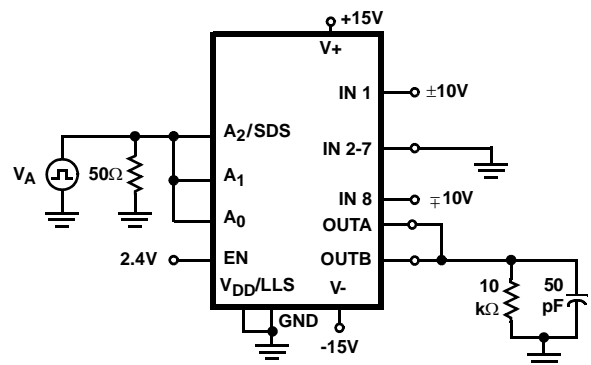 +15V
V+
IN 1
±10V
A2/SDS
IN 2-7
VA
50Ω
A1
IN 8
∓10V
A0
OUTA
2.4V
EN
OUTB
VDD/LLS
V-
10
kΩ
50
pF
GND
-15V